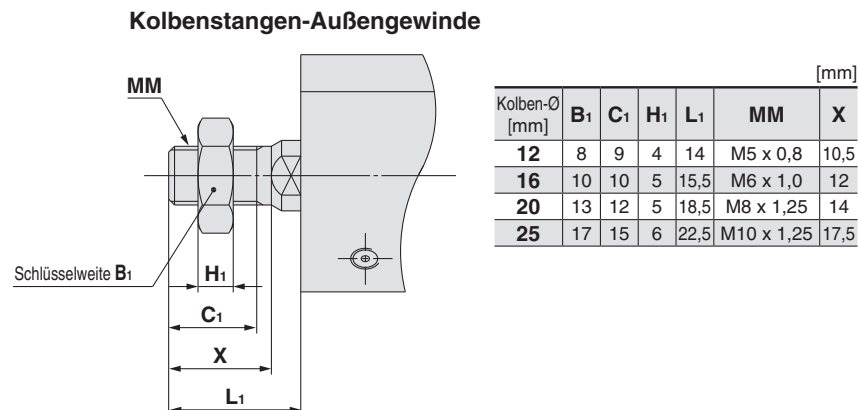 Kolbenstangen-Außengewinde
MM
Schlüsselweite B1
H1
C1
X
L1
[mm]
Kolben-Ø [mm] B1 C1 H1 L1 MM X
12 8 9 4 14 M5 x 0,8 10,5
16 10 10 5 15,5 M6 x 1,0 12
20 13 12 5 18,5 M8 x 1,25 14
25 17 15 6 22,5 M10 x 1,25 17,5